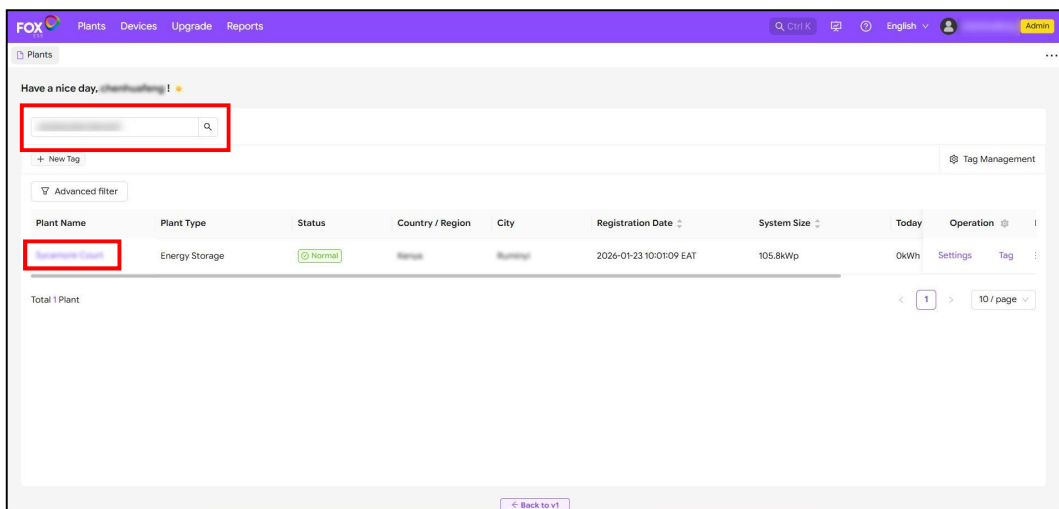 FOX ESS Plants Devices Upgrade Reports Ctrl K English Admin
Plants
Have a nice day, ! 
+ New Tag Tag Management
Advanced filter
Plant Name Plant Type Status Country / Region City Registration Date System Size Today Operation
Energy Storage Normal 2026-01-23 10:01:09 EAT 105.8kWp 0kWh Settings Tag
Total 1 Plant < 1 > 10 / page
← Back to v1